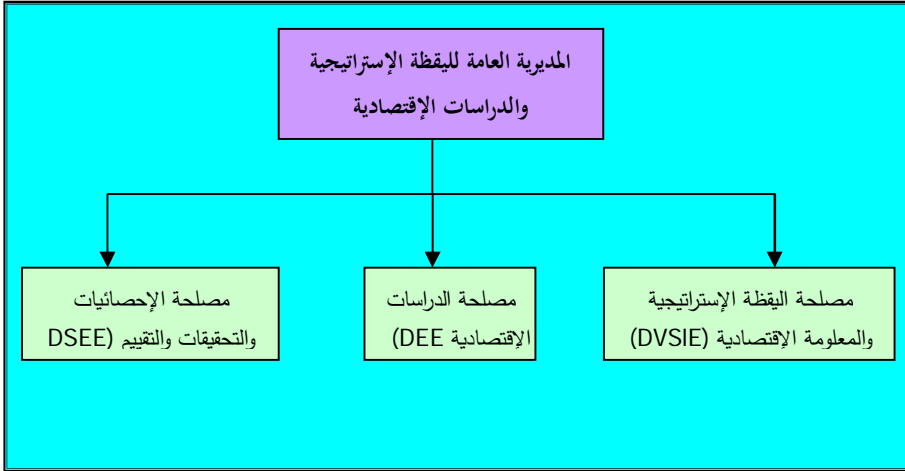 المديرية العامة لليقظة الإستراتيجية
والدراسات الإقتصادية
مصلحة اليقظة الإستراتيجية
والمعلومة الإقتصادية (DVSIE)
مصلحة الدراسات
الإقتصادية DEE)
مصلحة الإحصائيات
والتحقيقات والتقييم (DSEE